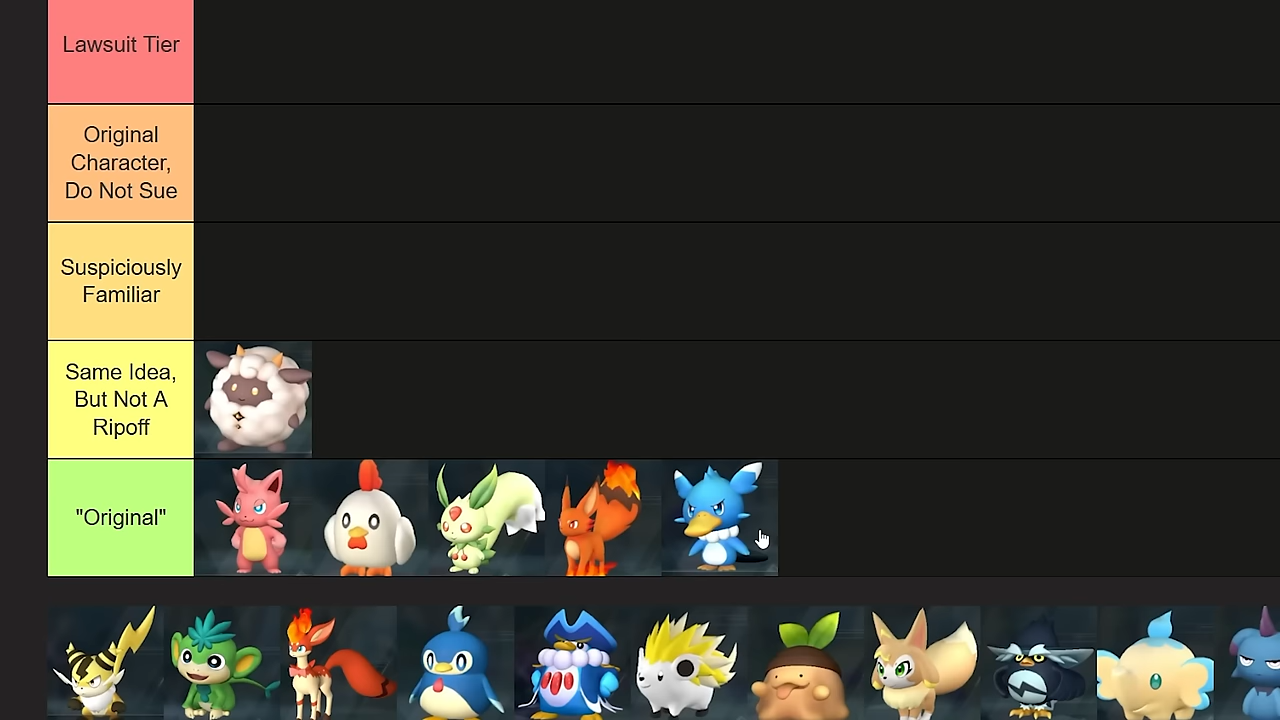 Lawsuit Tier
Original
Character,
Do Not Sue
Suspiciously
Familiar
Same Idea,
But Not A
Ripoff
"Original"